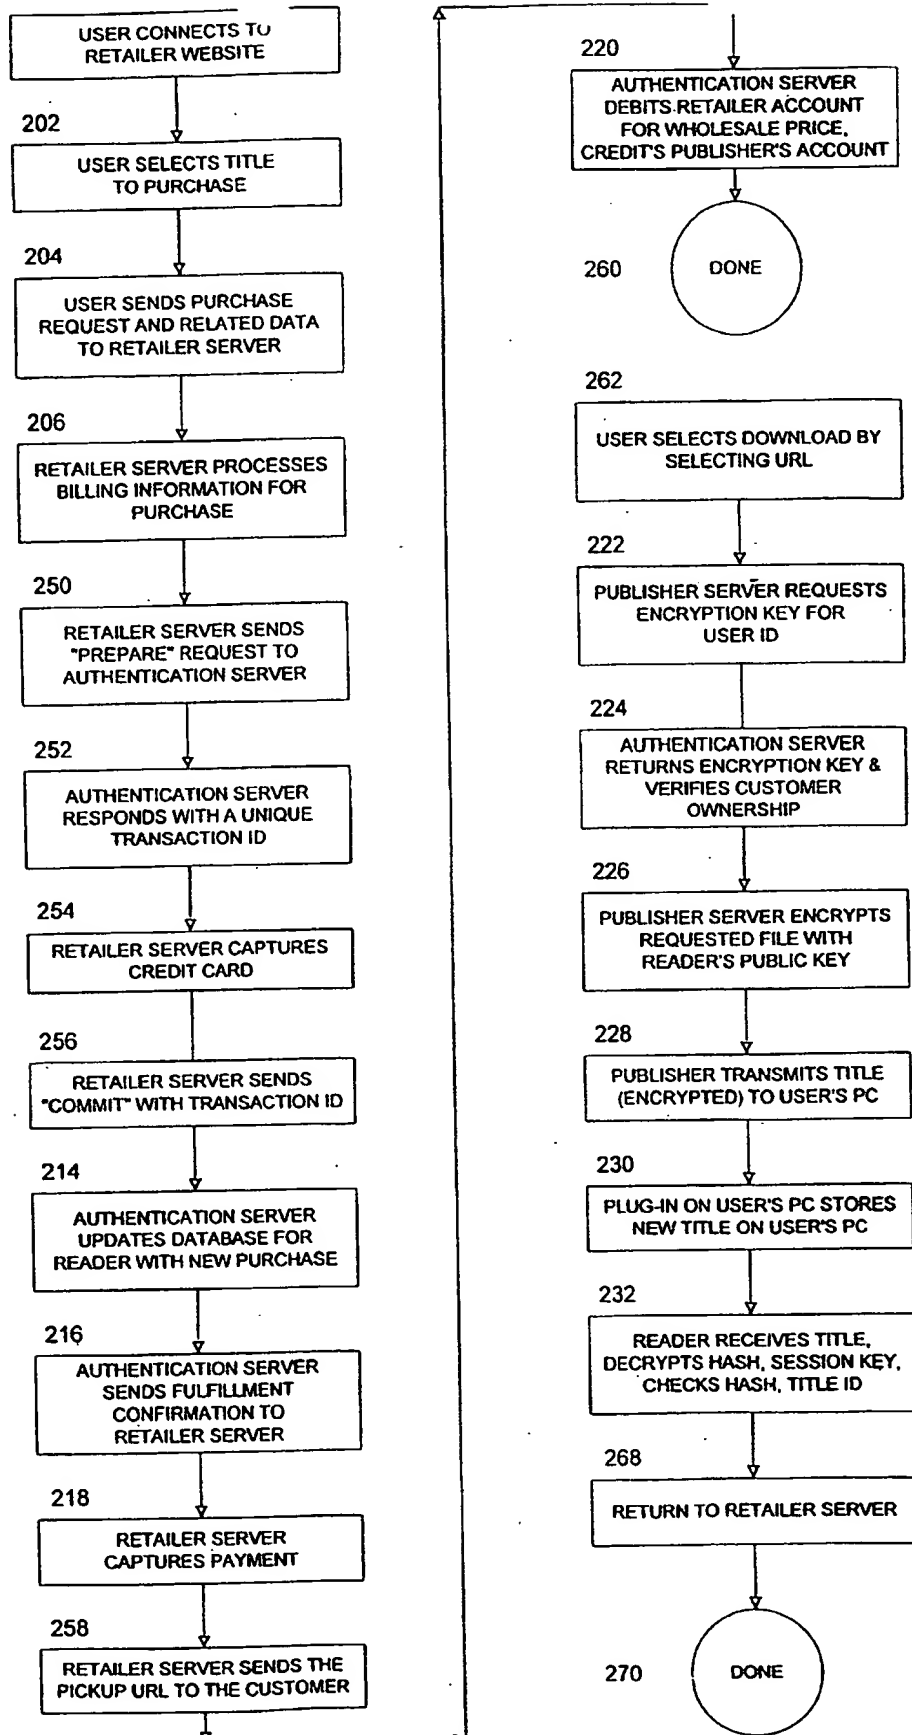 USER CONNECTS TO
RETAILER WEBSITE
202
USER SELECTS TITLE
TO PURCHASE
204
USER SENDS PURCHASE
REQUEST AND RELATED DATA
TO RETAILER SERVER
206
RETAILER SERVER PROCESSES
BILLING INFORMATION FOR
PURCHASE
250
RETAILER SERVER SENDS
"PREPARE" REQUEST TO
AUTHENTICATION SERVER
252
AUTHENTICATION SERVER
RESPONDS WITH A UNIQUE
TRANSACTION ID
254
RETAILER SERVER CAPTURES
CREDIT CARD
256
RETAILER SERVER SENDS
"COMMIT" WITH TRANSACTION ID
214
AUTHENTICATION SERVER
UPDATES DATABASE FOR
READER WITH NEW PURCHASE
216
AUTHENTICATION SERVER
SENDS FULFILLMENT
CONFIRMATION TO
RETAILER SERVER
218
RETAILER SERVER
CAPTURES PAYMENT
258
RETAILER SERVER SENDS THE
PICKUP URL TO THE CUSTOMER
220
AUTHENTICATION SERVER
DEBITS RETAILER ACCOUNT
FOR WHOLESALE PRICE,
CREDIT'S PUBLISHER'S ACCOUNT
260
DONE
262
USER SELECTS DOWNLOAD BY
SELECTING URL
222
PUBLISHER SERVER REQUESTS
ENCRYPTION KEY FOR
USER ID
224
AUTHENTICATION SERVER
RETURNS ENCRYPTION KEY &
VERIFIES CUSTOMER
OWNERSHIP
226
PUBLISHER SERVER ENCRYPTS
REQUESTED FILE WITH
READER'S PUBLIC KEY
228
PUBLISHER TRANSMITS TITLE
(ENCRYPTED) TO USER'S PC
230
PLUG-IN ON USER'S PC STORES
NEW TITLE ON USER'S PC
232
READER RECEIVES TITLE,
DECRYPTS HASH, SESSION KEY,
CHECKS HASH, TITLE ID
268
RETURN TO RETAILER SERVER
270
DONE